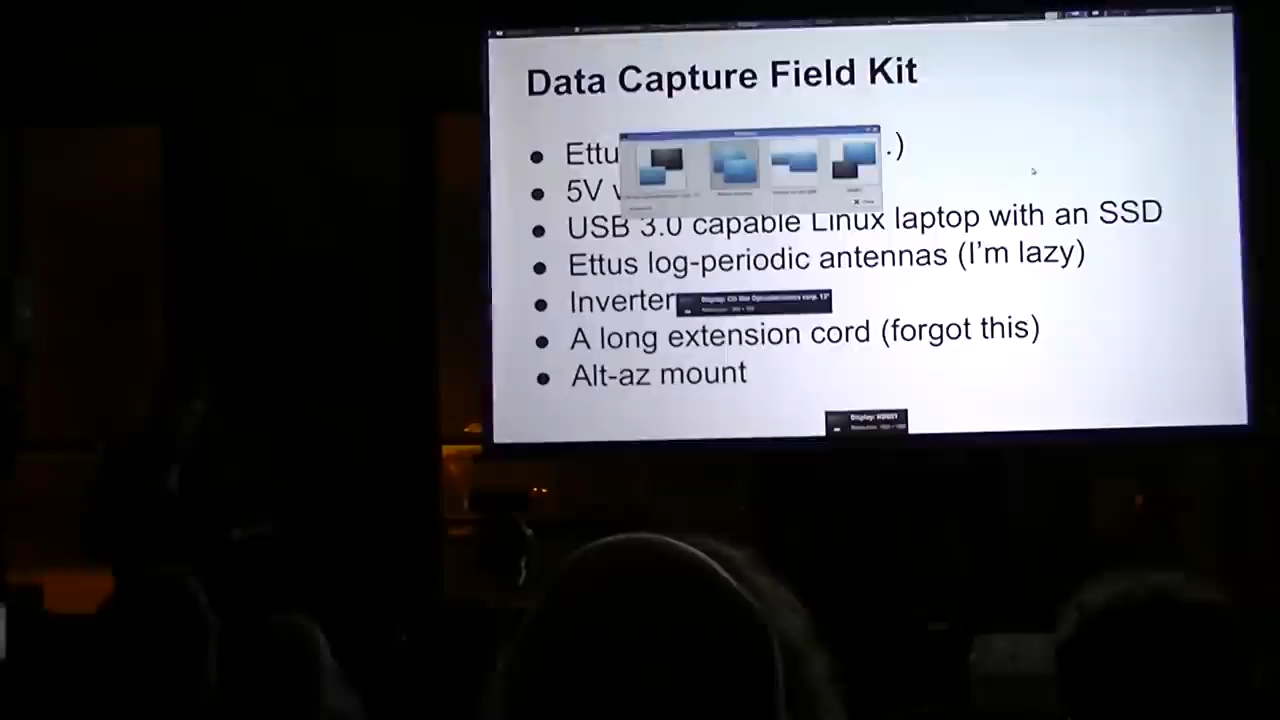 Data Capture Field Kit
Ettu .)
5V
USB 3.0 capable Linux laptop with an SSD
Ettus log-periodic antennas (I'm lazy)
Inverter
A long extension cord (forgot this)
Alt-az mount
Display: